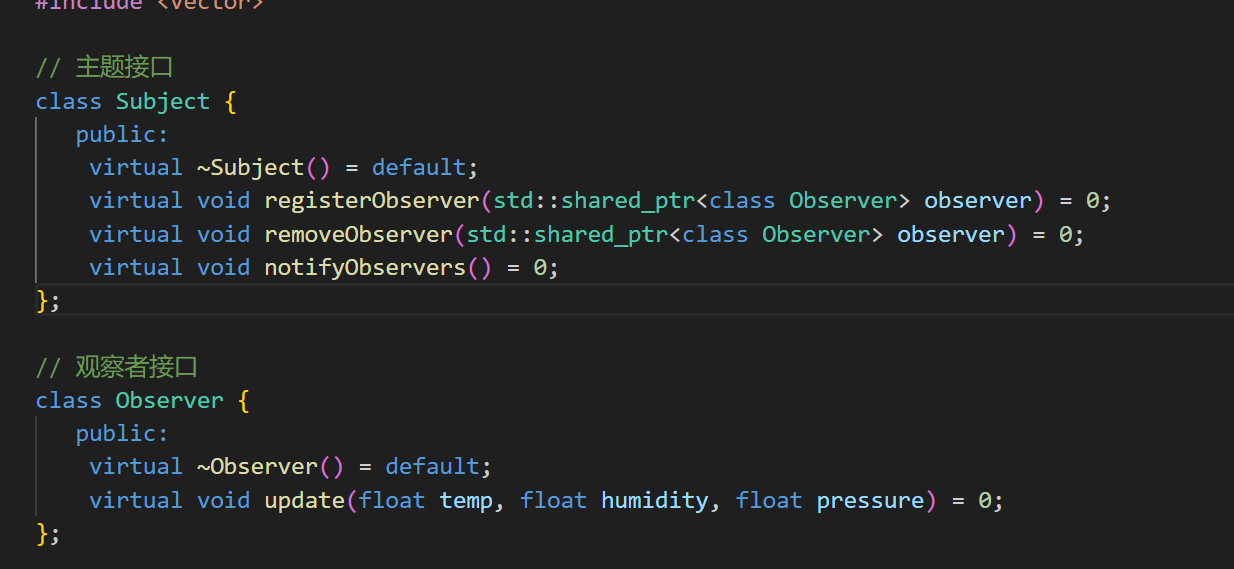 #include <vector>
// 主题接口
class Subject {
public:
virtual ~Subject() = default;
virtual void registerObserver(std::shared_ptr<class Observer> observer) = 0;
virtual void removeObserver(std::shared_ptr<class Observer> observer) = 0;
virtual void notifyObservers() = 0;
};
// 观察者接口
class Observer {
public:
virtual ~Observer() = default;
virtual void update(float temp, float humidity, float pressure) = 0;
};